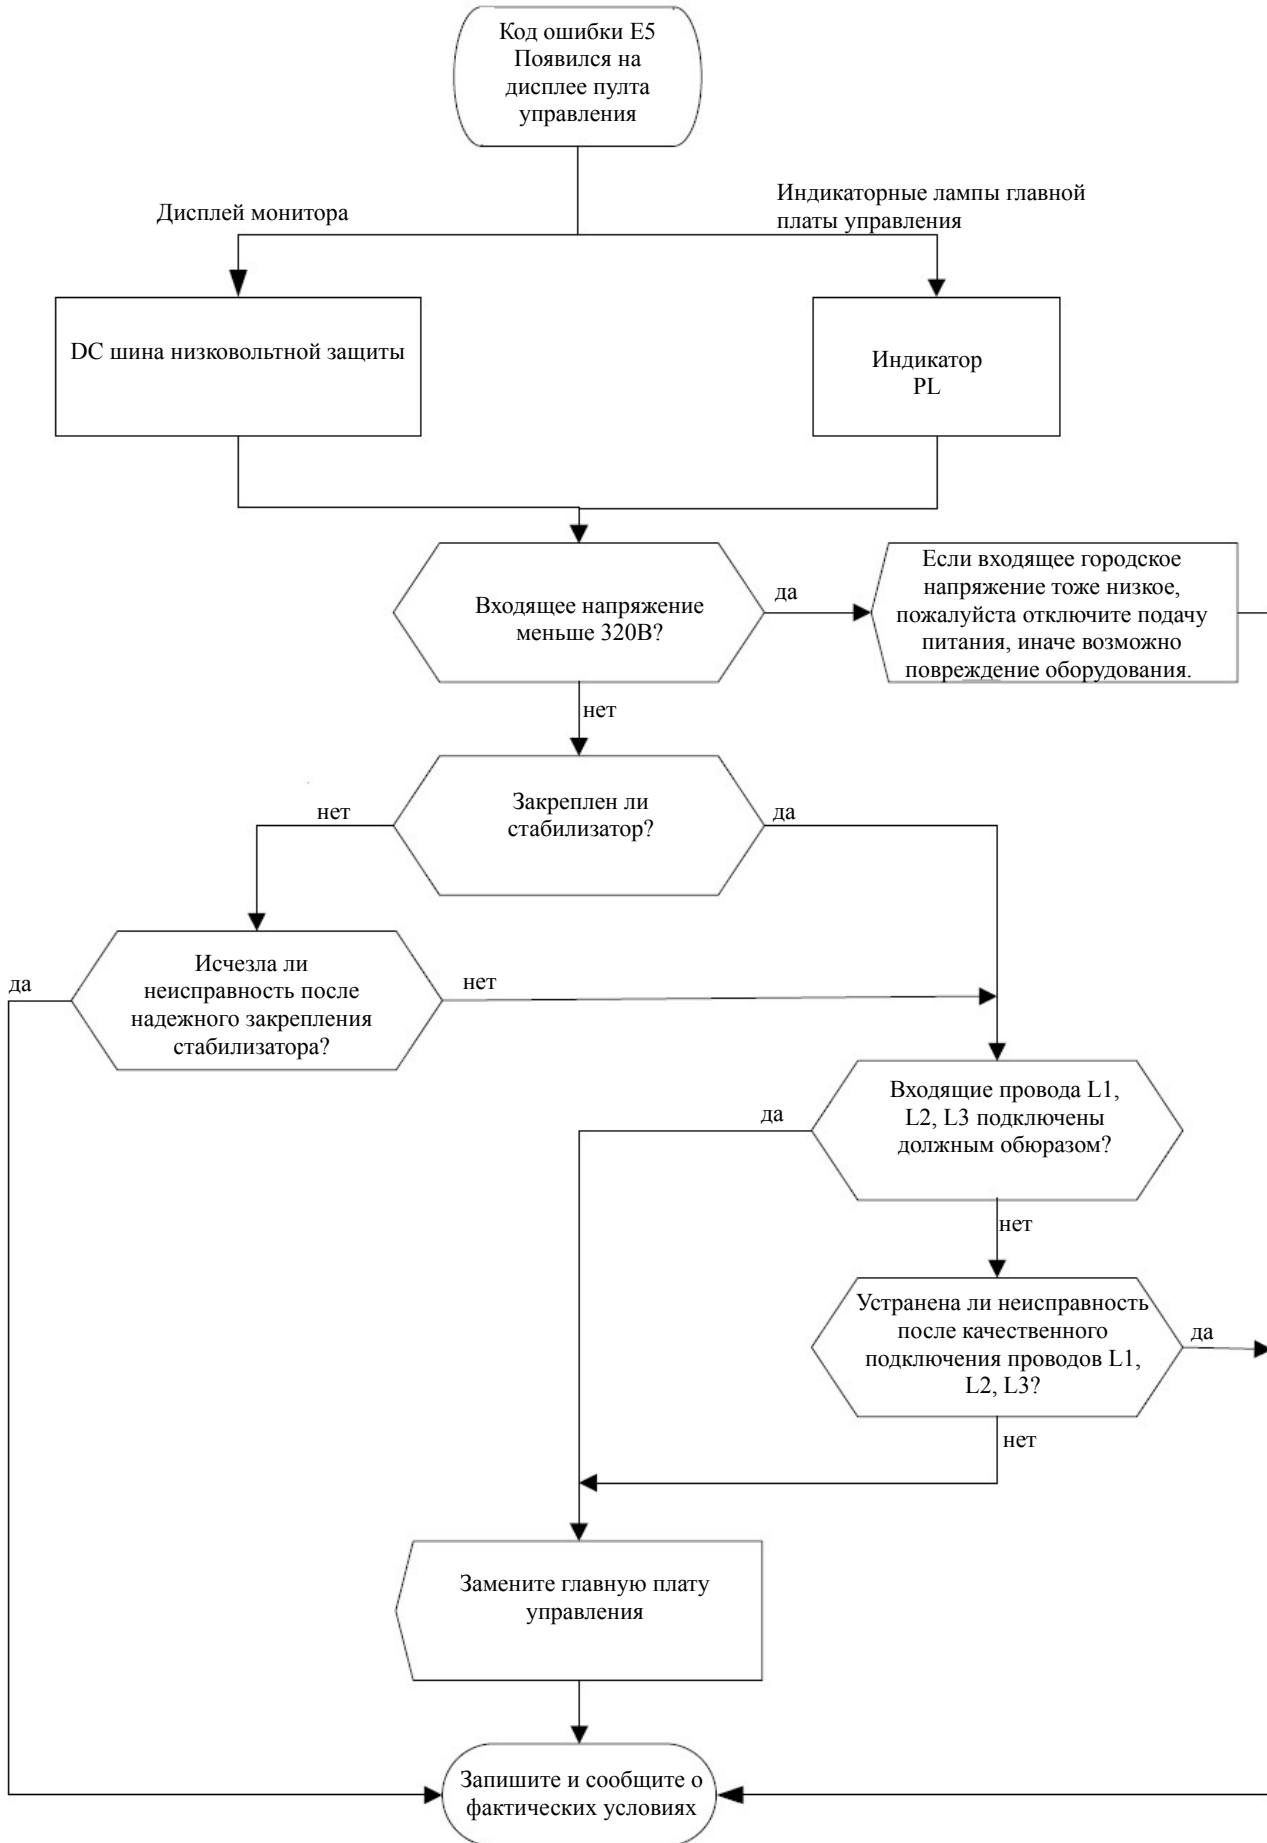 Код ошибки E5
Появился на
дисплее пулта
управления
Дисплей монитора
Индикаторные лампы главной
платы управления
DC шина низковольтной защиты
Индикатор
PL
Входящее напряжение
меньше 320В?
да
Если входящее городское
напряжение тоже низкое,
пожалуйста отключите подачу
питания, иначе возможно
повреждение оборудования.
нет
Закреплен ли
стабилизатор?
нет
да
Исчезла ли
неисправность после
надежного закрепления
стабилизатора?
да
нет
Входящие провода L1,
L2, L3 подключены
должным обюразом?
да
нет
Устранена ли неисправность
после качественного
подключения проводов L1,
L2, L3?
да
нет
Замените главную плату
управления
Запишите и сообщите о
фактических условиях